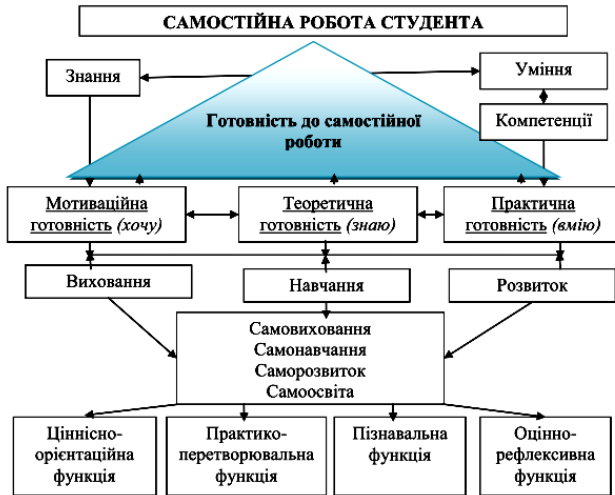 САМОСТІЙНА РОБОТА СТУДЕНТА
Знання
Уміння
Готовність до самостійної
роботи
Компетенції
Мотиваційна
готовність (хочу)
Теоретична
готовність (знаю)
Практична
готовність (вмію)
Виховання
Навчання
Розвиток
Самовиховання
Самонавчання
Саморозвиток
Самоосвіта
Ціннісно-
орієнтаційна
функція
Практико-
перетворювальна
функція
Пізнавальна
функція
Оцінно-
рефлексивна
функція